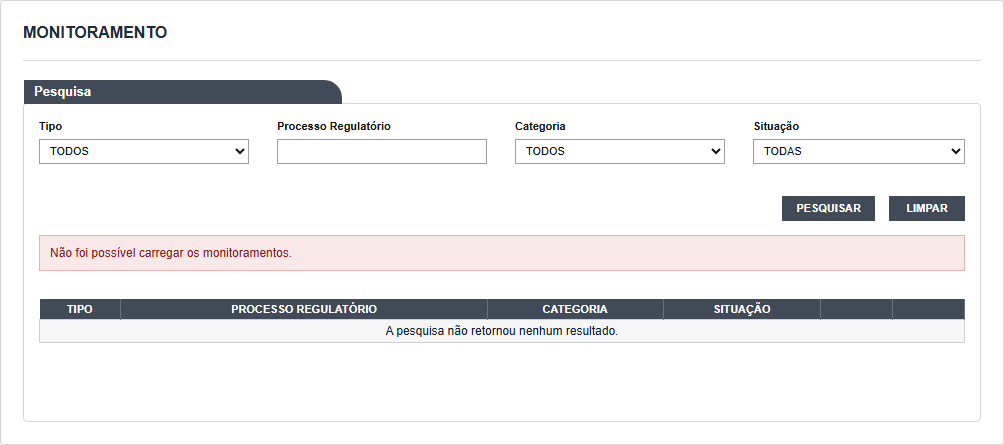 MONITORAMENTO
Pesquisa
Tipo Processo Regulatório Categoria Situação
TODOS TODOS TODAS
PESQUISAR LIMPAR
Não foi possível carregar os monitoramentos.
TIPO PROCESSO REGULATÓRIO CATEGORIA SITUAÇÃO
A pesquisa não retornou nenhum resultado.